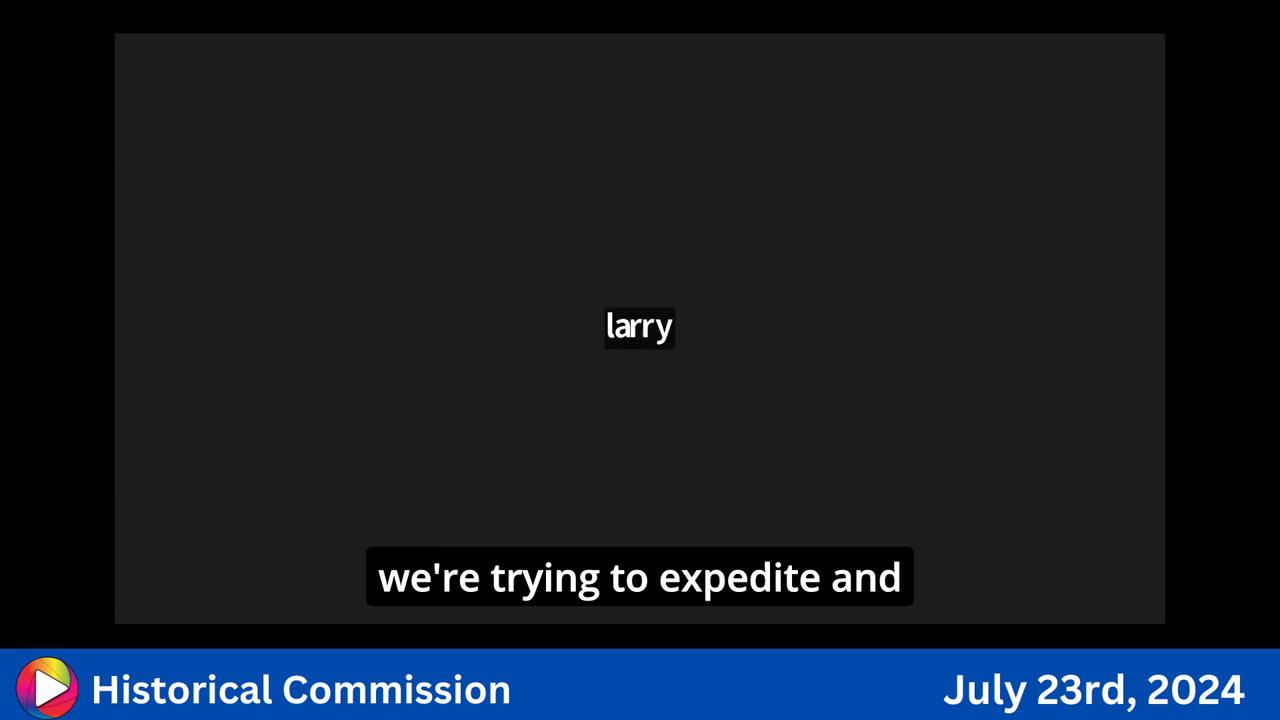 larry
we're trying to expedite and
Historical Commission
July 23rd, 2024